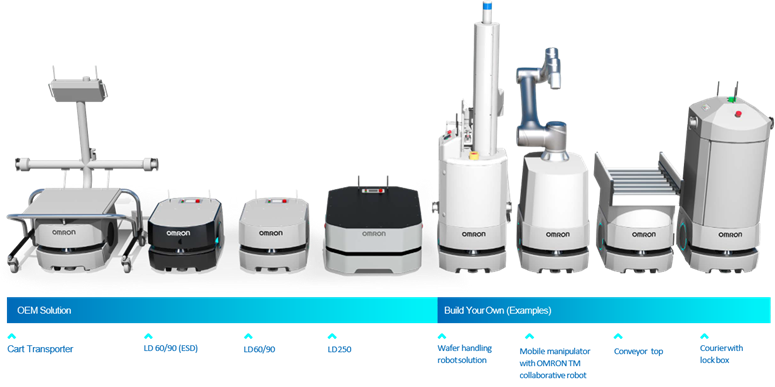 OMRON
OMRON
OMRON
OMRON
OMRON
OMRON
OMRON
OMRON
OEM Solution
Build Your Own (Examples)
Cart Transporter
LD 60/90 (ESD)
LD60/90
LD250
Wafer handling
robot solution
Mobile manipulator
with OMRON TM
collaborative robot
Conveyor top
Courier with
lock box